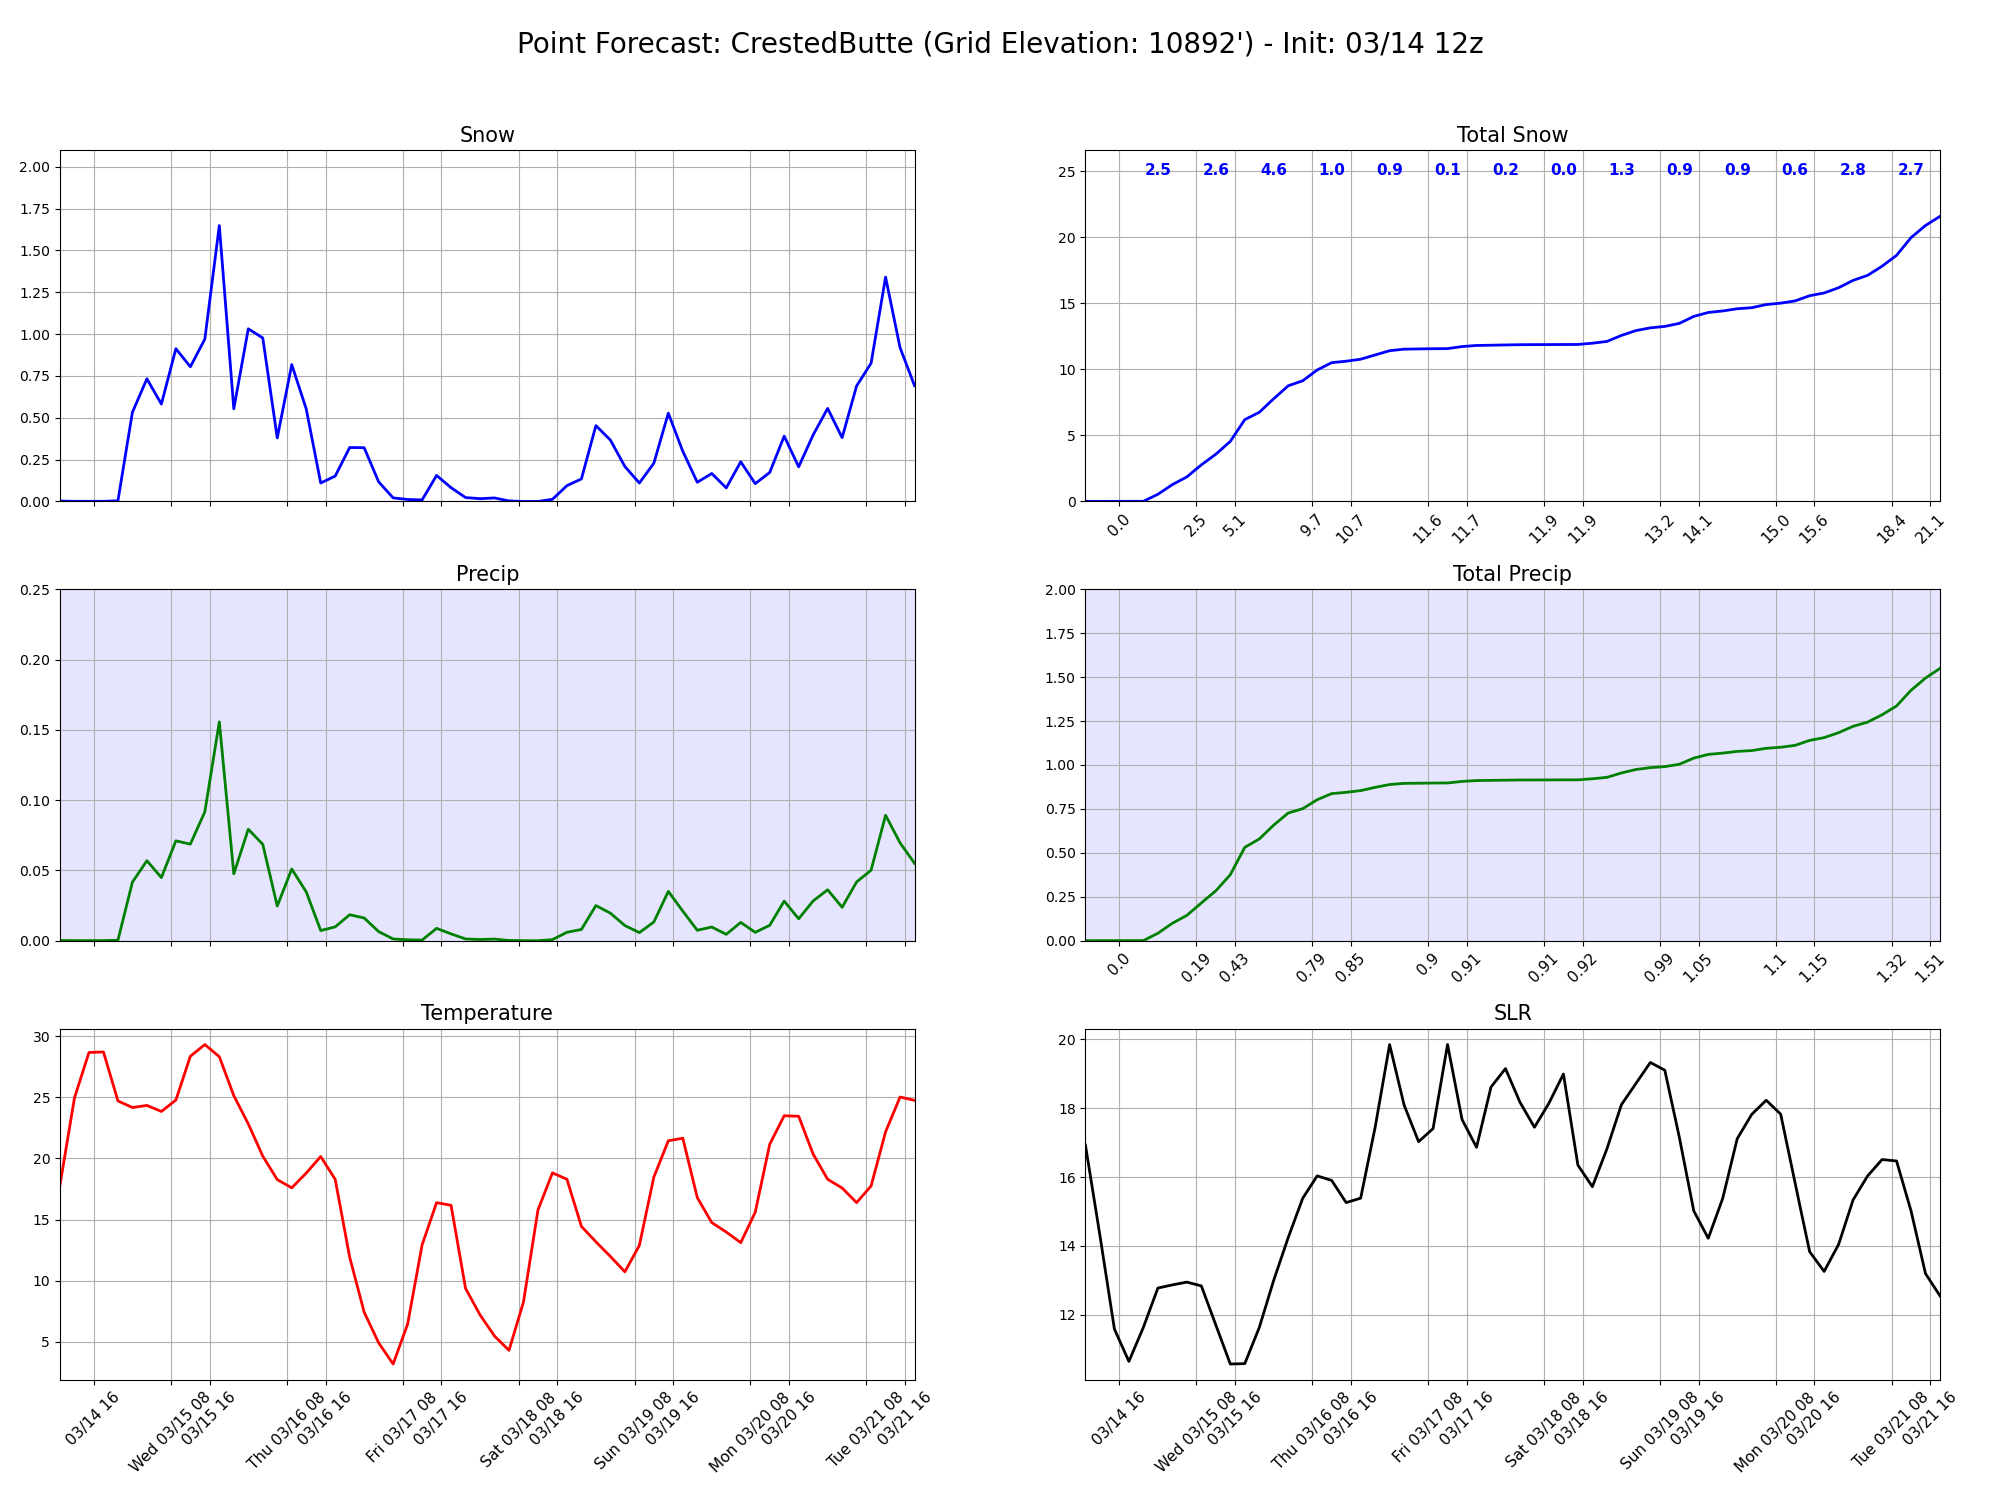 Point Forecast: CrestedButte (Grid Elevation: 10892') - Init: 03/14 12z
Snow
2.00
1.75
1.50
1.25
1.00
0.75
0.50
0.25
0.00
Total Snow
2.5 2.6 4.6 1.0 0.9 0.1 0.2 0.0 1.3 0.9 0.9 0.6 2.8 2.7
25
20
15
10
5
0
0.0 2.5 5.1 9.7 10.7 11.6 11.7 11.9 11.9 13.2 14.1 15.0 15.6 18.4 21.1
Precip
0.25
0.20
0.15
0.10
0.05
0.00
Total Precip
2.00
1.75
1.50
1.25
1.00
0.75
0.50
0.25
0.00
0.0 0.19 0.43 0.79 0.85 0.9 0.91 0.91 0.92 0.99 1.05 1.1 1.15 1.32 1.51
Temperature
30
25
20
15
10
5
03/14 16
Wed 03/15 08
03/15 16
Thu 03/16 08
03/16 16
Fri 03/17 08
03/17 16
Sat 03/18 08
03/18 16
Sun 03/19 08
03/19 16
Mon 03/20 08
03/20 16
Tue 03/21 08
03/21 16
SLR
20
18
16
14
12
03/14 16
Wed 03/15 08
03/15 16
Thu 03/16 08
03/16 16
Fri 03/17 08
03/17 16
Sat 03/18 08
03/18 16
Sun 03/19 08
03/19 16
Mon 03/20 08
03/20 16
Tue 03/21 08
03/21 16